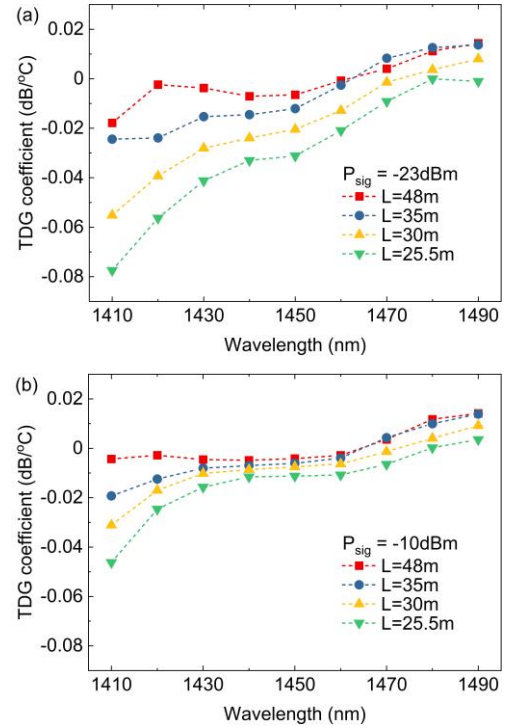 (a)
0.02
0
-0.02
-0.04
-0.06
-0.08
TDG coefficient (dB/ºC)
P_sig = -23dBm
L=48m
L=35m
L=30m
L=25.5m
1410 1430 1450 1470 1490
Wavelength (nm)
(b)
0.02
0
-0.02
-0.04
-0.06
-0.08
TDG coefficient (dB/ºC)
P_sig = -10dBm
L=48m
L=35m
L=30m
L=25.5m
1410 1430 1450 1470 1490
Wavelength (nm)